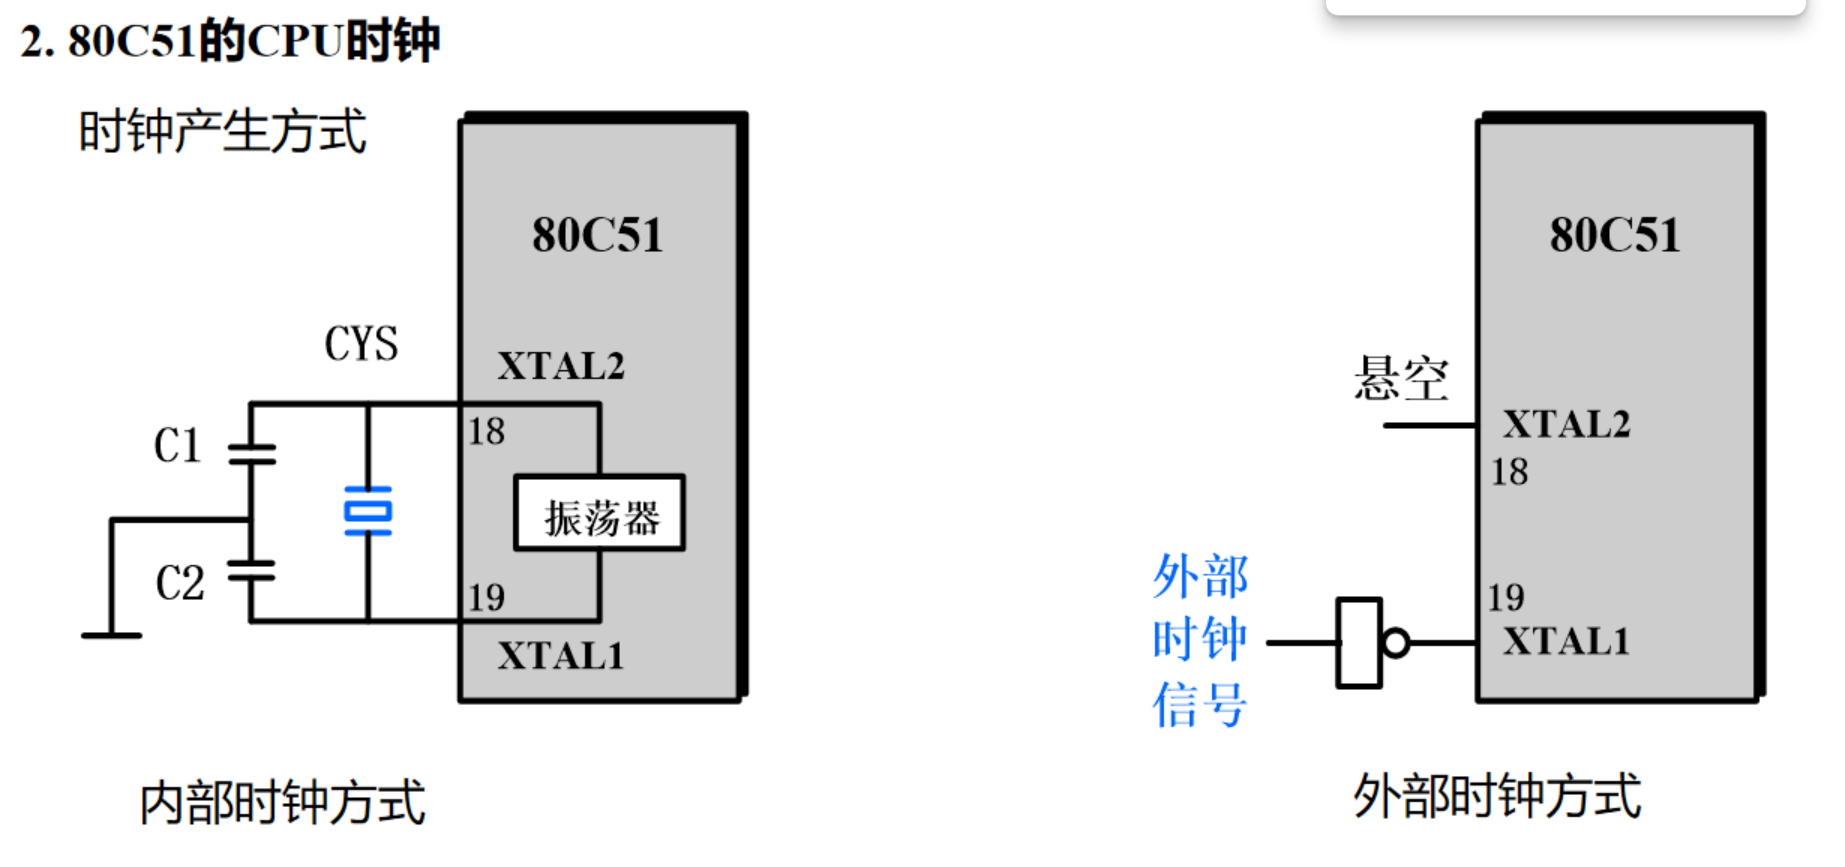 2. 80C51的CPU时钟
时钟产生方式
80C51
CYS
XTAL2
18
C1
振荡器
C2
19
XTAL1
内部时钟方式
80C51
悬空
XTAL2
18
外部
时钟
信号
19
XTAL1
外部时钟方式